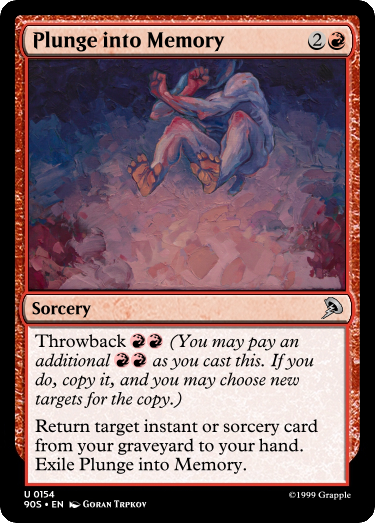 Plunge into Memory 2
Sorcery
Throwback (You may pay an
additional as you cast this. If you
do, copy it, and you may choose new
targets for the copy.)
Return target instant or sorcery card
from your graveyard to your hand.
Exile Plunge into Memory.
U 0154
90S • EN GORAN TRPKOV
©1999 Grapple